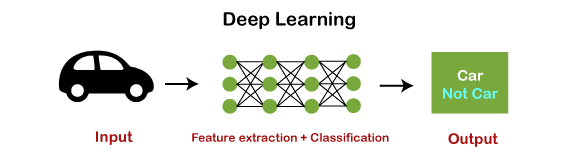 Deep Learning
Car
Not Car
Input
Feature extraction + Classification
Output